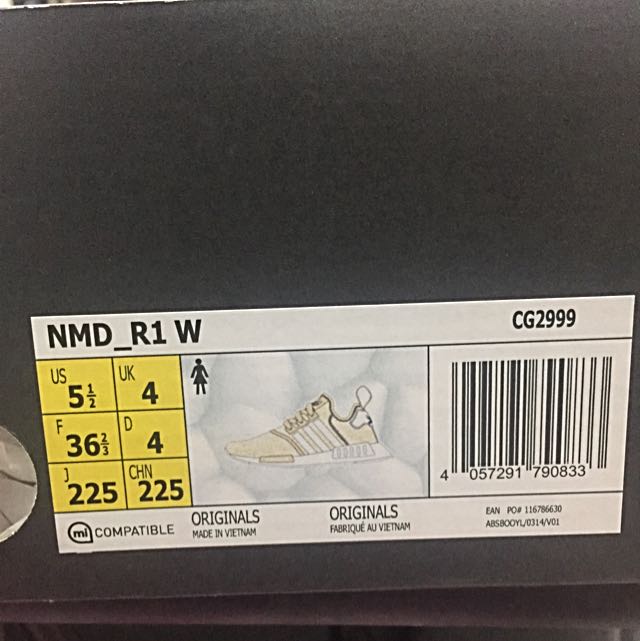 NMD_R1 W
CG2999
US 5½ UK 4
F 36⅔ D 4
J 225 CHN 225
mi COMPATIBLE
ORIGINALS
MADE IN VIETNAM
ORIGINALS
FABRIQUÉ AU VIETNAM
4 057291 790833
EAN PO# 116786630
ABSBOOYL/0314/V01